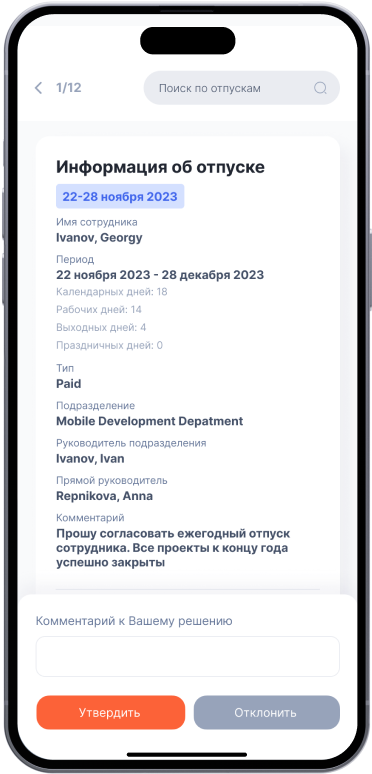 1/12
Поиск по отпускам
Информация об отпуске
22-28 ноября 2023
Имя сотрудника
Ivanov, Georgy
Период
22 ноября 2023 - 28 декабря 2023
Календарных дней: 18
Рабочих дней: 14
Выходных дней: 4
Праздничных дней: 0
Тип
Paid
Подразделение
Mobile Development Depatment
Руководитель подразделения
Ivanov, Ivan
Прямой руководитель
Repnikova, Anna
Комментарий
Прошу согласовать ежегодный отпуск
сотрудника. Все проекты к концу года
успешно закрыты
Комментарий к Вашему решению
Утвердить
Отклонить